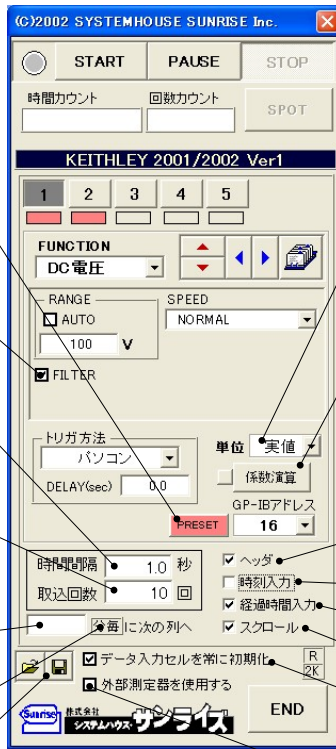 (C)2002 SYSTEMHOUSE SUNRISE Inc.
START PAUSE STOP
時間カウント 回数カウント
SPOT
KEITHLEY 2001/2002 Ver1
1 2 3 4 5
FUNCTION
DC電圧
RANGE SPEED
AUTO NORMAL
100 V
FILTER
トリガ方法
パソコン 単位 実値
DELAY(sec) 0.0 係数演算
GP-IBアドレス
PRESET 16
時間間隔 1.0 秒 ヘッダ
時刻入力
取込回数 10 回 経過時間入力
毎に次の列へ スクロール
データ入力セルを常に初期化 R
2K
外部測定器を使用する
Sunrise 株式会社 システムハウス サンライズ END